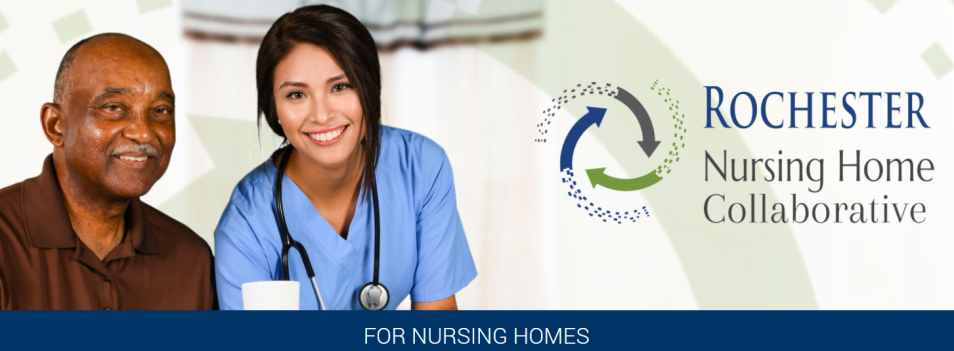 ROCHESTER
Nursing Home
Collaborative
FOR NURSING HOMES